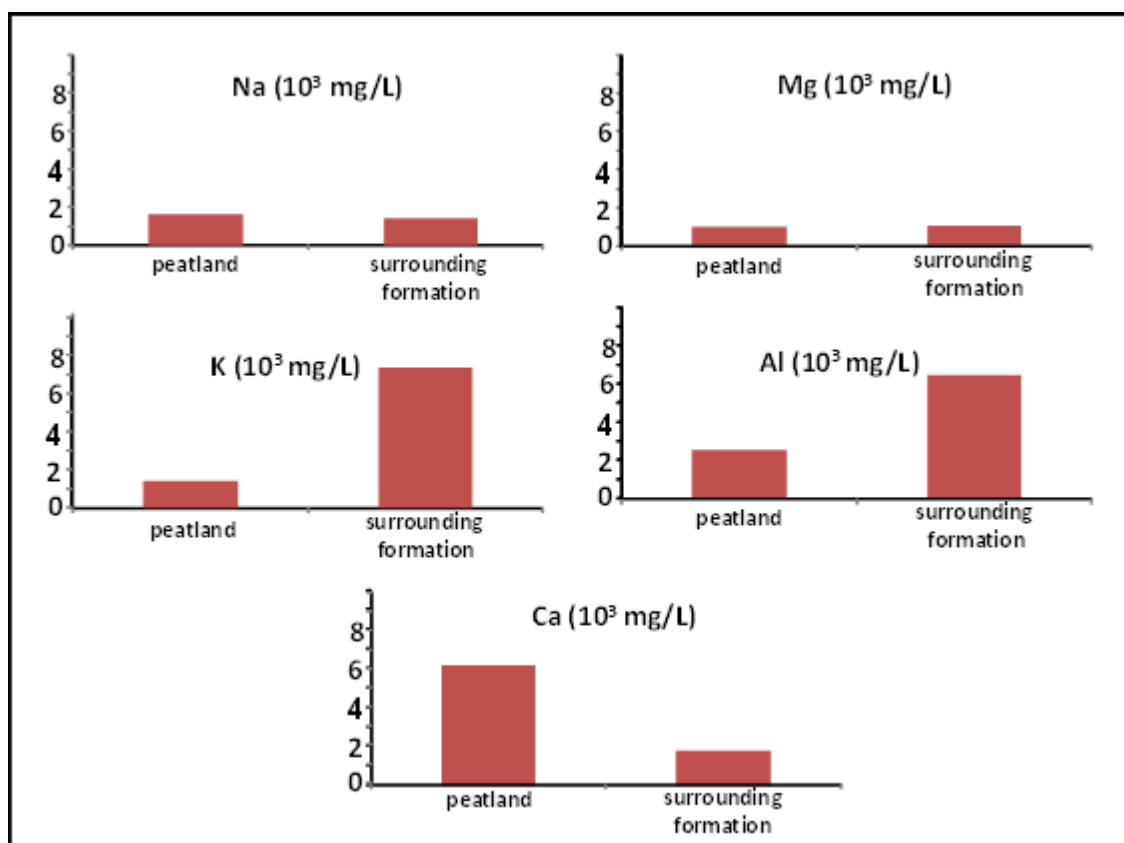 Na (10³ mg/L)
8
6
4
2
0
peatland
surrounding
formation
Mg (10³ mg/L)
8
6
4
2
0
peatland
surrounding
formation
K (10³ mg/L)
8
6
4
2
0
peatland
surrounding
formation
Al (10³ mg/L)
8
6
4
2
0
peatland
surrounding
formation
Ca (10³ mg/L)
8
6
4
2
0
peatland
surrounding
formation